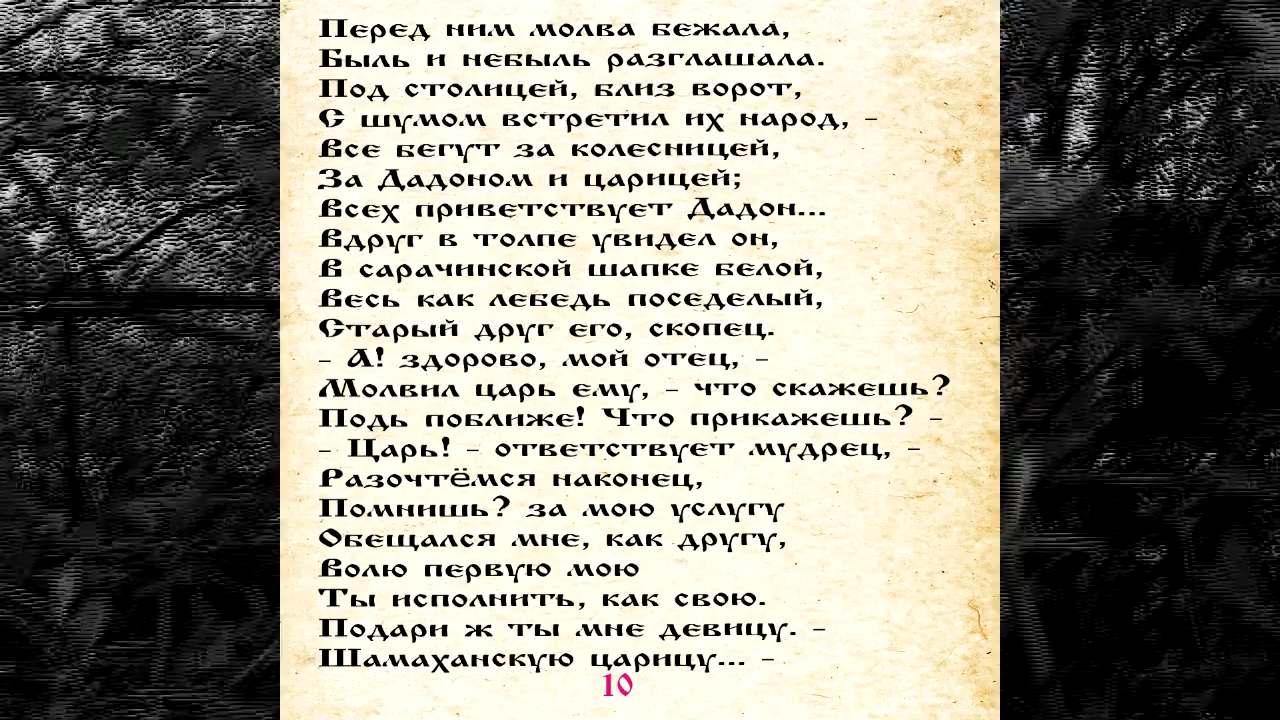 Перед ним молва бежала,
Быль и небыль разглашала.
Под столицей, близ ворот,
С шумом встретил их народ, –
Все бегут за колесницей,
За Дадоном и царицей;
Всех приветствует Дадон...
Вдруг в толпе увидел он,
В сарачинской шапке белой,
Весь как лебедь поседелый,
Старый друг его, скопец.
– А! здорово, мой отец, –
Молвил царь ему, – что скажешь?
Подь поближе! Что прикажешь? –
– Царь! – ответствует мудрец, –
Разочтёмся наконец,
Помнишь? за мою услугу
Обещался мне, как другу,
Волю первую мою
Ты исполнить, как свою.
Подари ж ты мне девицу. –
Шамаханскую царицу... –
10